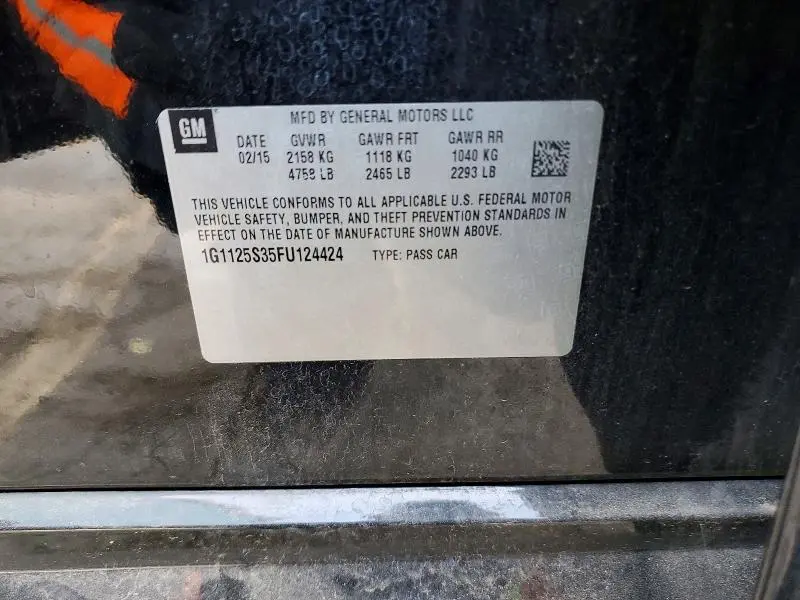 GM
MFD BY GENERAL MOTORS LLC
DATE GVWR GAWR FRT GAWR RR
02/15 2158 KG 1118 KG 1040 KG
4758 LB 2465 LB 2293 LB
THIS VEHICLE CONFORMS TO ALL APPLICABLE U.S. FEDERAL MOTOR
VEHICLE SAFETY, BUMPER, AND THEFT PREVENTION STANDARDS IN
EFFECT ON THE DATE OF MANUFACTURE SHOWN ABOVE.
1G1125S35FU124424 TYPE: PASS CAR